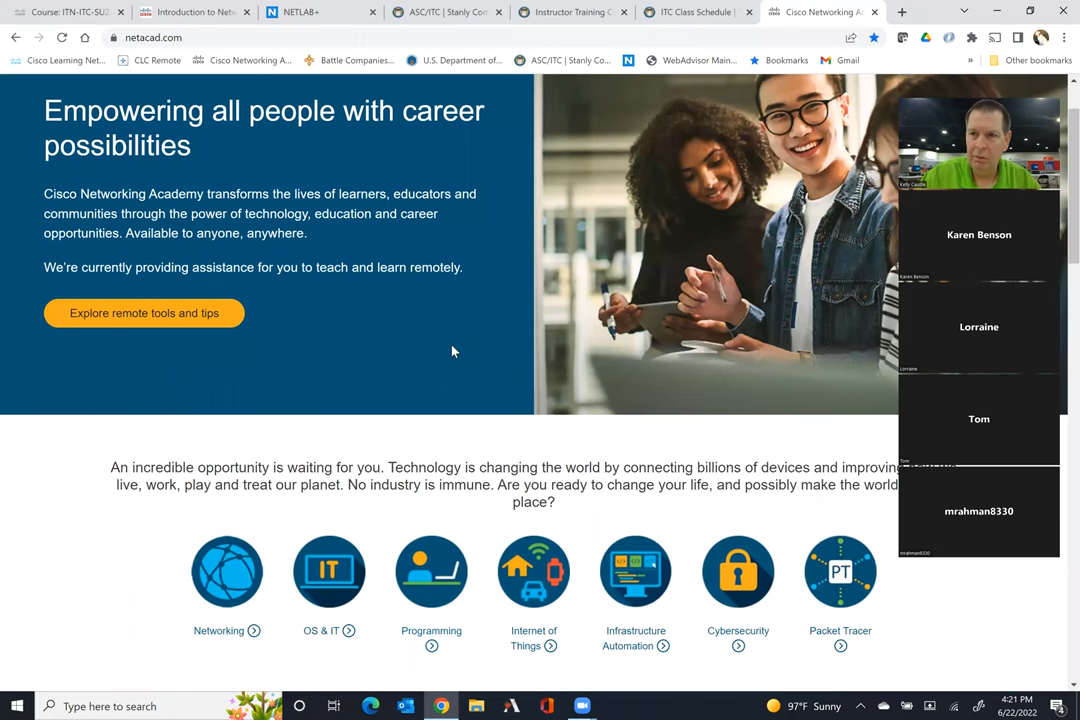 Course: ITN-ITC-SU2
Introduction to Netw
NETLAB+
ASC/ITC | Stanly Com
Instructor Training C
ITC Class Schedule |
Cisco Networking Ac
netacad.com
Cisco Learning Net...
CLC Remote
Cisco Networking A...
Battle Companies...
U.S. Department of...
ASC/ITC | Stanly Co...
WebAdvisor Main...
Bookmarks
Gmail
»
Other bookmarks
Empowering all people with career
possibilities
Cisco Networking Academy transforms the lives of learners, educators and
communities through the power of technology, education and career
opportunities. Available to anyone, anywhere.
We're currently providing assistance for you to teach and learn remotely.
Explore remote tools and tips
Kelly Caudle
Karen Benson
Karen Benson
Lorraine
Lorraine
Tom
Tom
mrahman8330
mrahman8330
An incredible opportunity is waiting for you. Technology is changing the world by connecting billions of devices and improving
live, work, play and treat our planet. No industry is immune. Are you ready to change your life, and possibly make the world
place?
IT
PT
Networking
OS & IT
Programming
Internet of
Things
Infrastructure
Automation
Cybersecurity
Packet Tracer
Type here to search
97°F Sunny
4:21 PM
6/22/2022
4